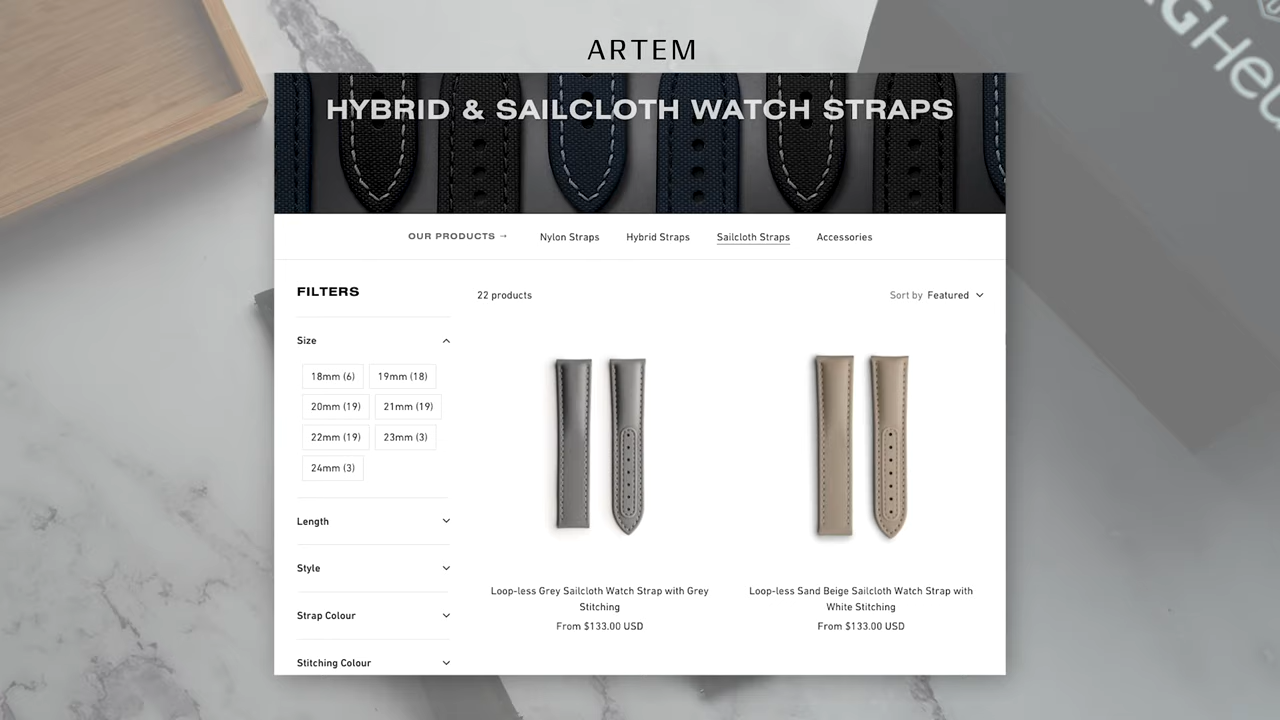 ARTEM
HYBRID & SAILCLOTH WATCH STRAPS
OUR PRODUCTS → Nylon Straps Hybrid Straps Sailcloth Straps Accessories
FILTERS
22 products
Sort by Featured
Size
18mm (6) 19mm (18)
20mm (19) 21mm (19)
22mm (19) 23mm (3)
24mm (3)
Length
Style
Strap Colour
Stitching Colour
Loop-less Grey Sailcloth Watch Strap with Grey
Stitching
From $133.00 USD
Loop-less Sand Beige Sailcloth Watch Strap with
White Stitching
From $133.00 USD